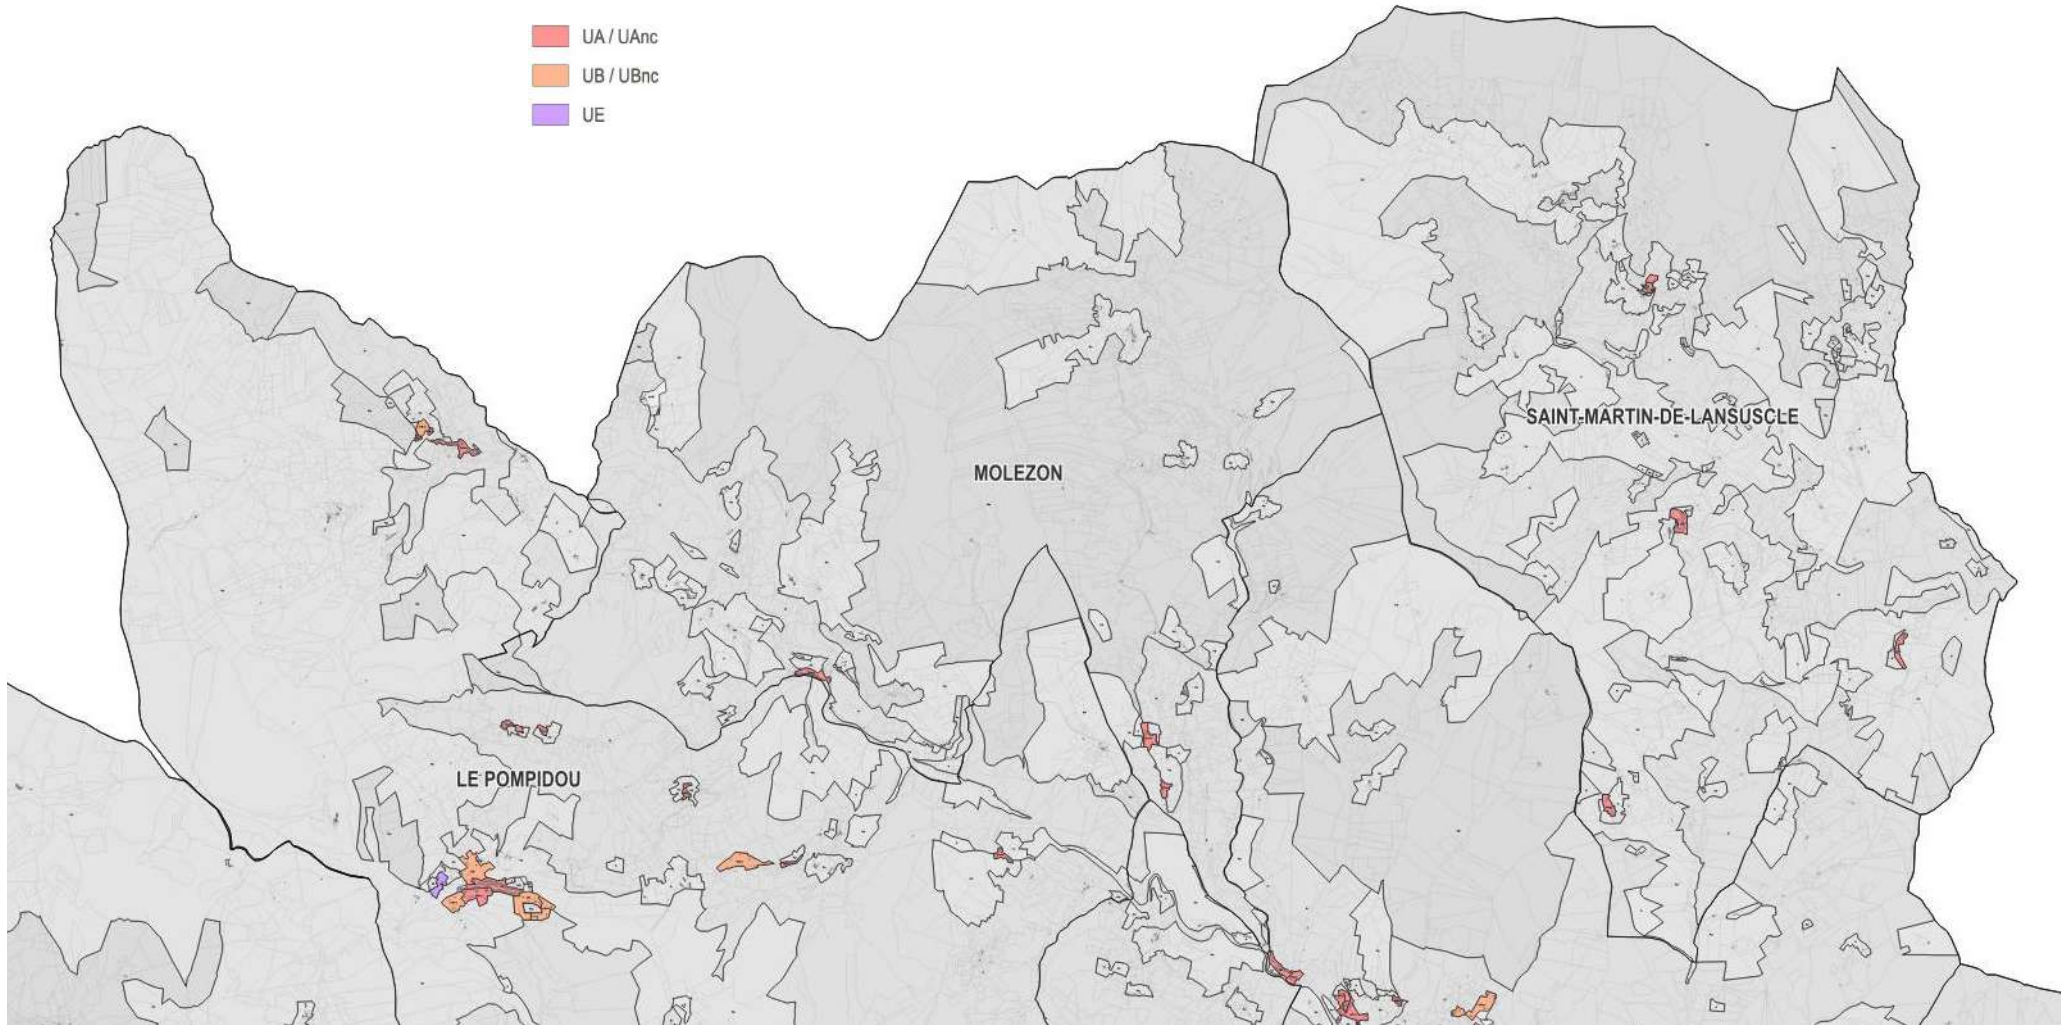 UA / UAnc
UB / UBnc
UE
SAINT-MARTIN-DE-LANSUSCLE
MOLEZON
LE POMPIDOU